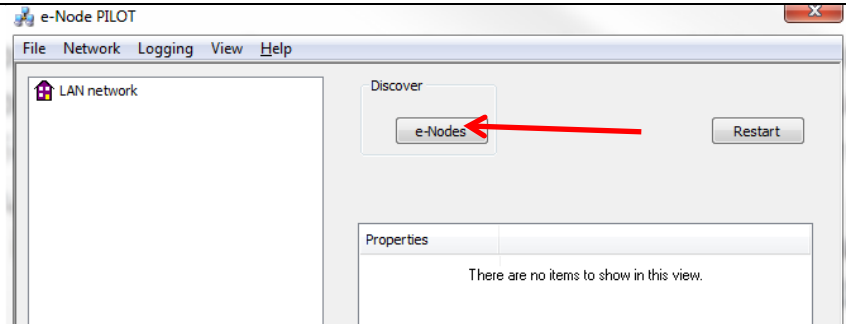 e-Node PILOT
File Network Logging View Help
LAN network
Discover
e-Nodes
Restart
Properties
There are no items to show in this view.